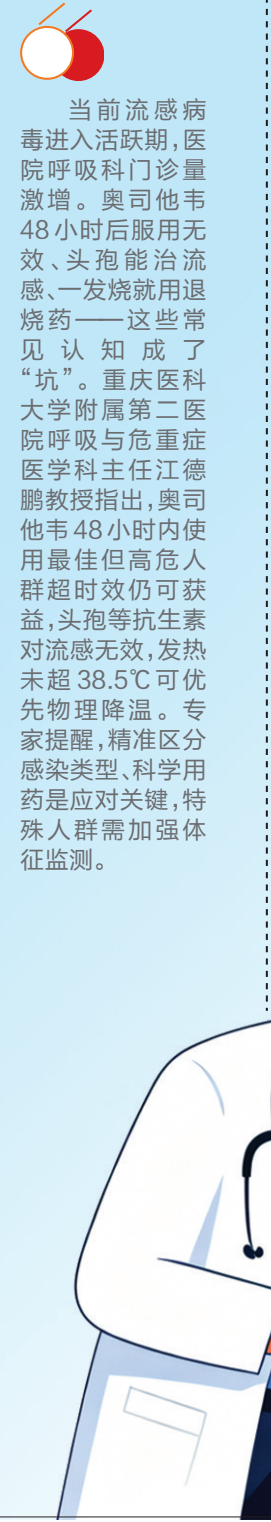 当前流感病
毒进入活跃期，医
院呼吸科门诊量
激增。奥司他韦
48小时后服用无
效、头孢能治流
感、一发烧就用退
烧药——这些常
见认知成了
“坑”。重庆医科
大学附属第二医
院呼吸与危重症
医学科主任江德
鹏教授指出，奥司
他韦48小时内使
用最佳但高危人
群超时效仍可获
益，头孢等抗生素
对流感无效，发热
未超38.5℃可优
先物理降温。专
家提醒，精准区分
感染类型、科学用
药是应对关键，特
殊人群需加强体
征监测。